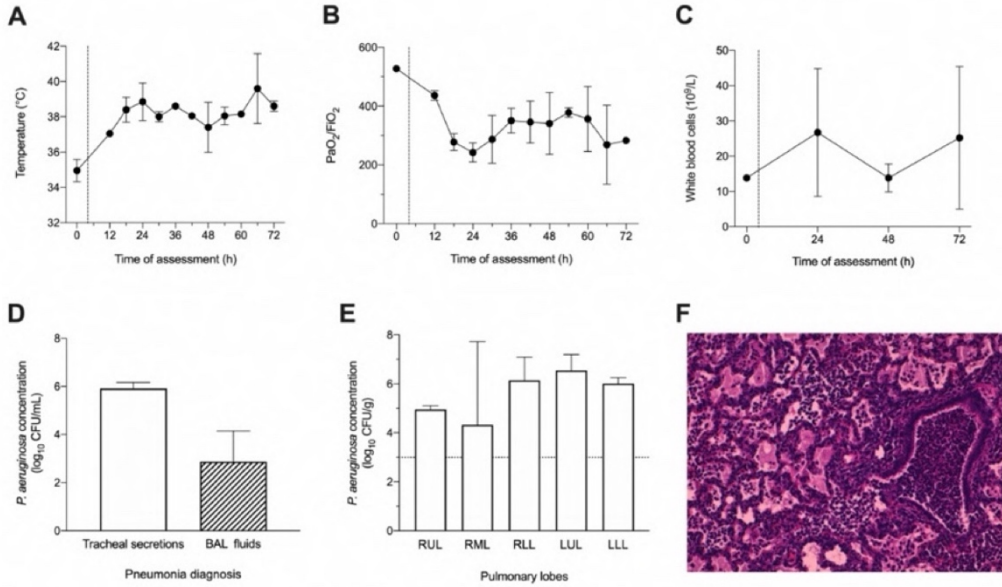 A
42
40
38
36
34
32
Temperature (°C)
0 12 24 36 48 60 72
Time of assessment (h)
B
600
400
200
0
PaO2/FiO2
0 12 24 36 48 60 72
Time of assessment (h)
C
50
40
30
20
10
0
White blood cells (10⁹/L)
0 24 48 72
Time of assessment (h)
D
8
6
4
2
0
P. aeruginosa concentration
(log10 CFU/mL)
Tracheal secretions BAL fluids
Pneumonia diagnosis
E
8
6
4
2
0
P. aeruginosa concentration
(log10 CFU/g)
RUL RML RLL LUL LLL
Pulmonary lobes
F